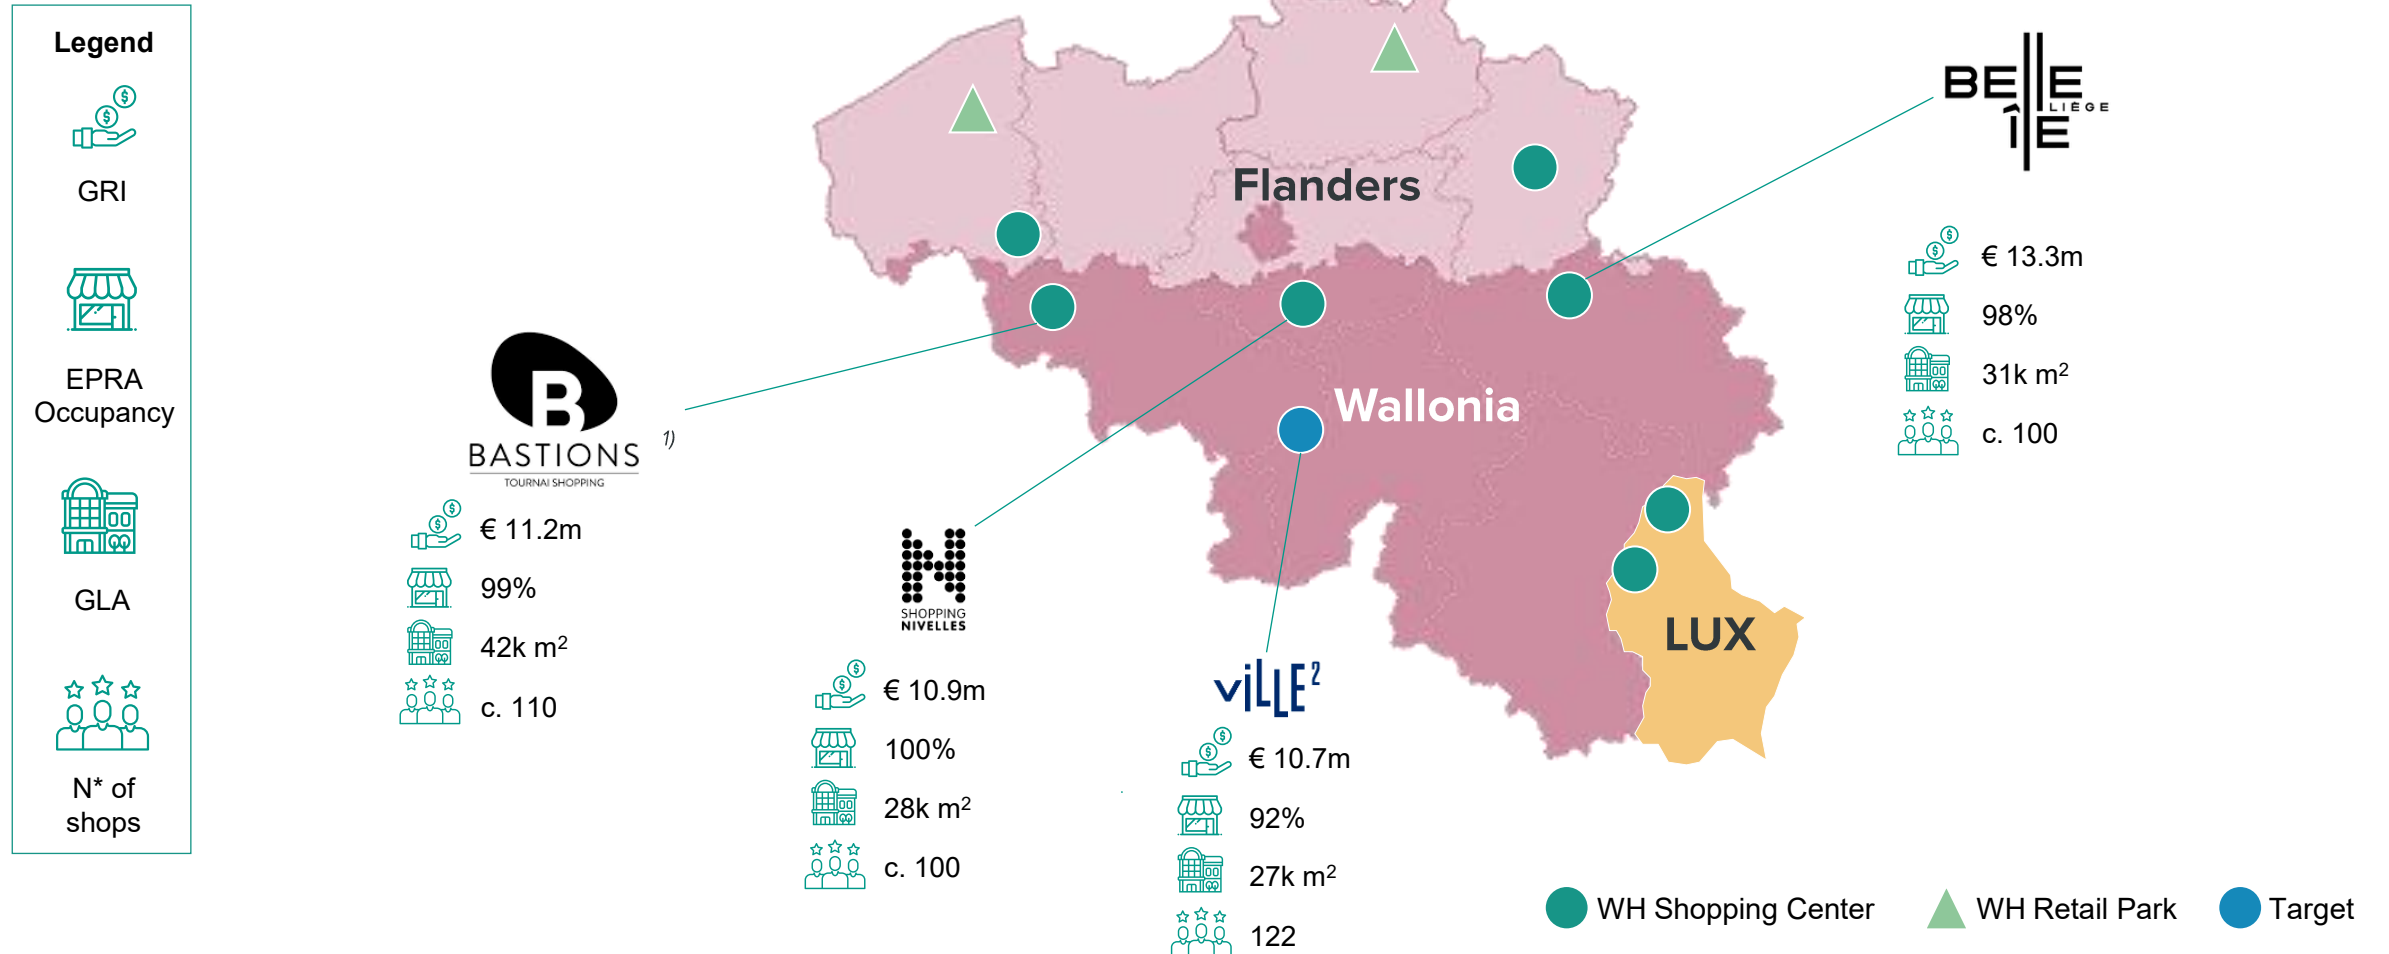 Legend
GRI
EPRA
Occupancy
GLA
N* of
shops
BASTIONS
TOURNAI SHOPPING
1)
€ 11.2m
99%
42k m²
c. 110
SHOPPING
NIVELLES
€ 10.9m
100%
28k m²
c. 100
Flanders
Wallonia
LUX
viLLE²
€ 10.7m
92%
27k m²
122
BELLE
LIÈGE
ÎLE
€ 13.3m
98%
31k m²
c. 100
WH Shopping Center
WH Retail Park
Target